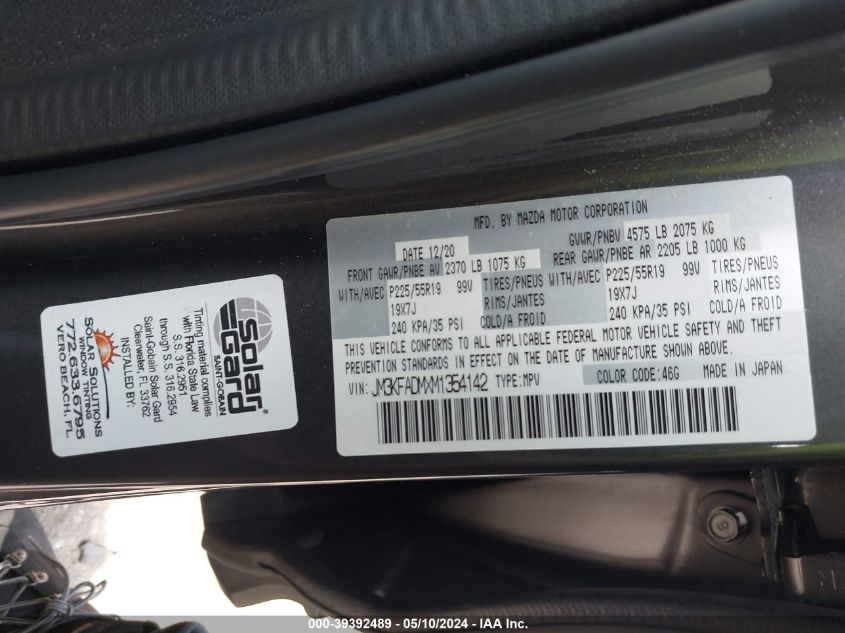 MFD. BY MAZDA MOTOR CORPORATION
DATE 12/20 GVWR/PNBV 4575 LB 2075 KG
FRONT GAWR/PNBE AV 2370 LB 1075 KG REAR GAWR/PNBE AR 2205 LB 1000 KG
WITH/AVEC P225/55R19 99V TIRES/PNEUS WITH/AVEC P225/55R19 99V TIRES/PNEUS
19X7J RIMS/JANTES 19X7J RIMS/JANTES
240 KPA/35 PSI COLD/A FROID 240 KPA/35 PSI COLD/A FROID
THIS VEHICLE CONFORMS TO ALL APPLICABLE FEDERAL MOTOR VEHICLE SAFETY AND THEFT
PREVENTION STANDARDS IN EFFECT ON THE DATE OF MANUFACTURE SHOWN ABOVE.
VIN: JM3KFADMXM1354142 TYPE:MPV COLOR CODE:46G MADE IN JAPAN
Solar
Gard
SAINT-GOBAIN
Tinting material complies
with Florida State Law
S.S. 316.2951
through S.S. 316.2954
Saint-Gobain Solar Gard
Clearwater, FL 33762
INSTALLED BY:
SOLAR SOLUTIONS
WINDOW TINTING
772.633.6795
VERO BEACH, FL
8
000-39392489 - 05/10/2024 - IAA Inc.